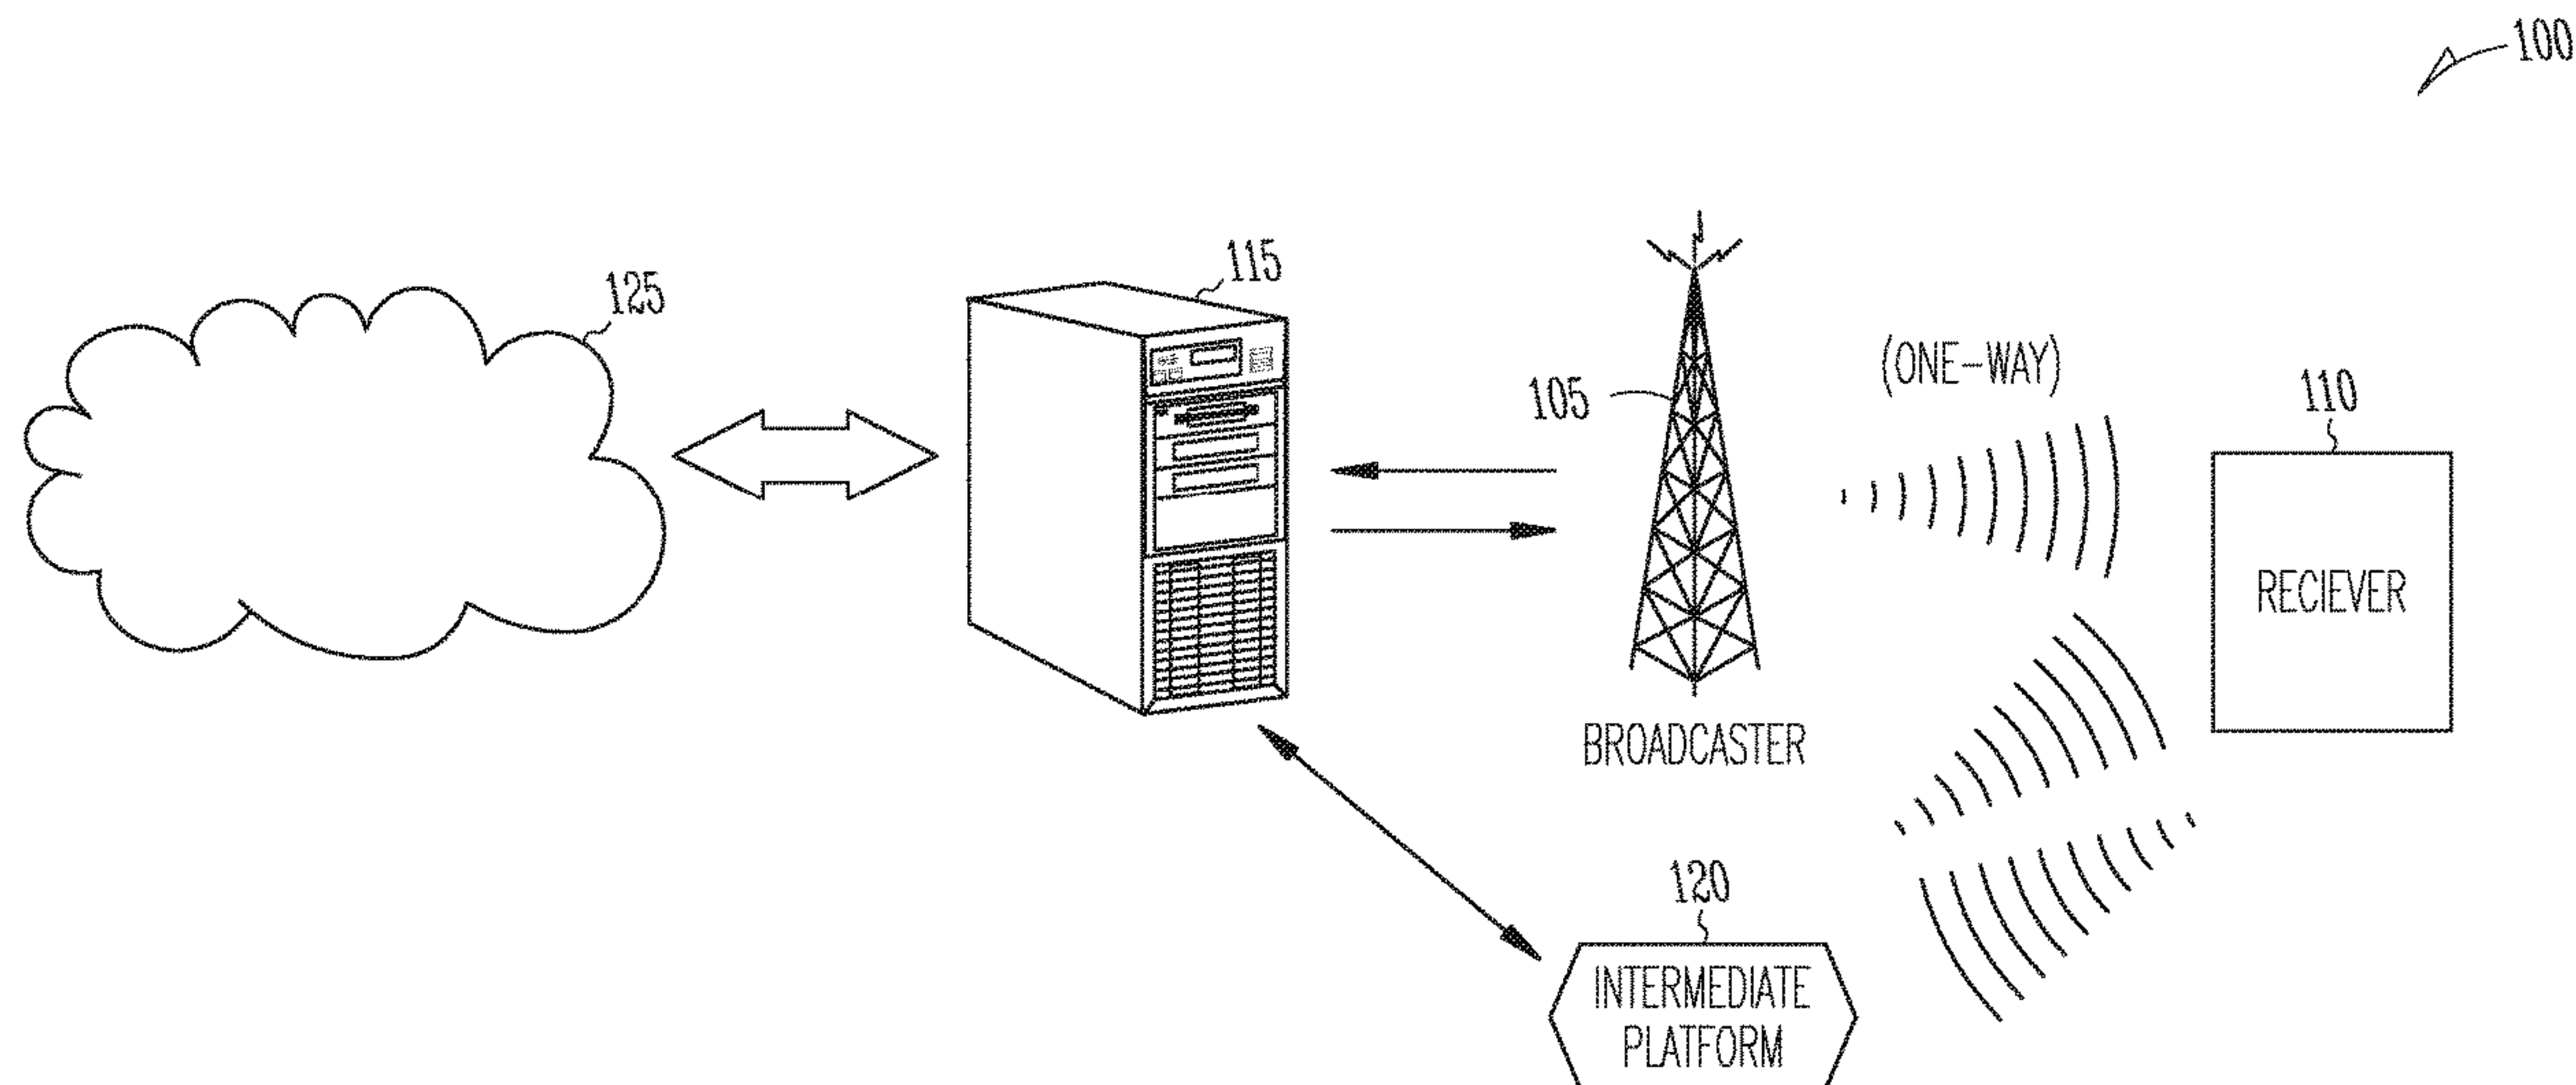 100
125
115
105
(ONE-WAY)
110
RECIEVER
BROADCASTER
120
INTERMEDIATE
PLATFORM